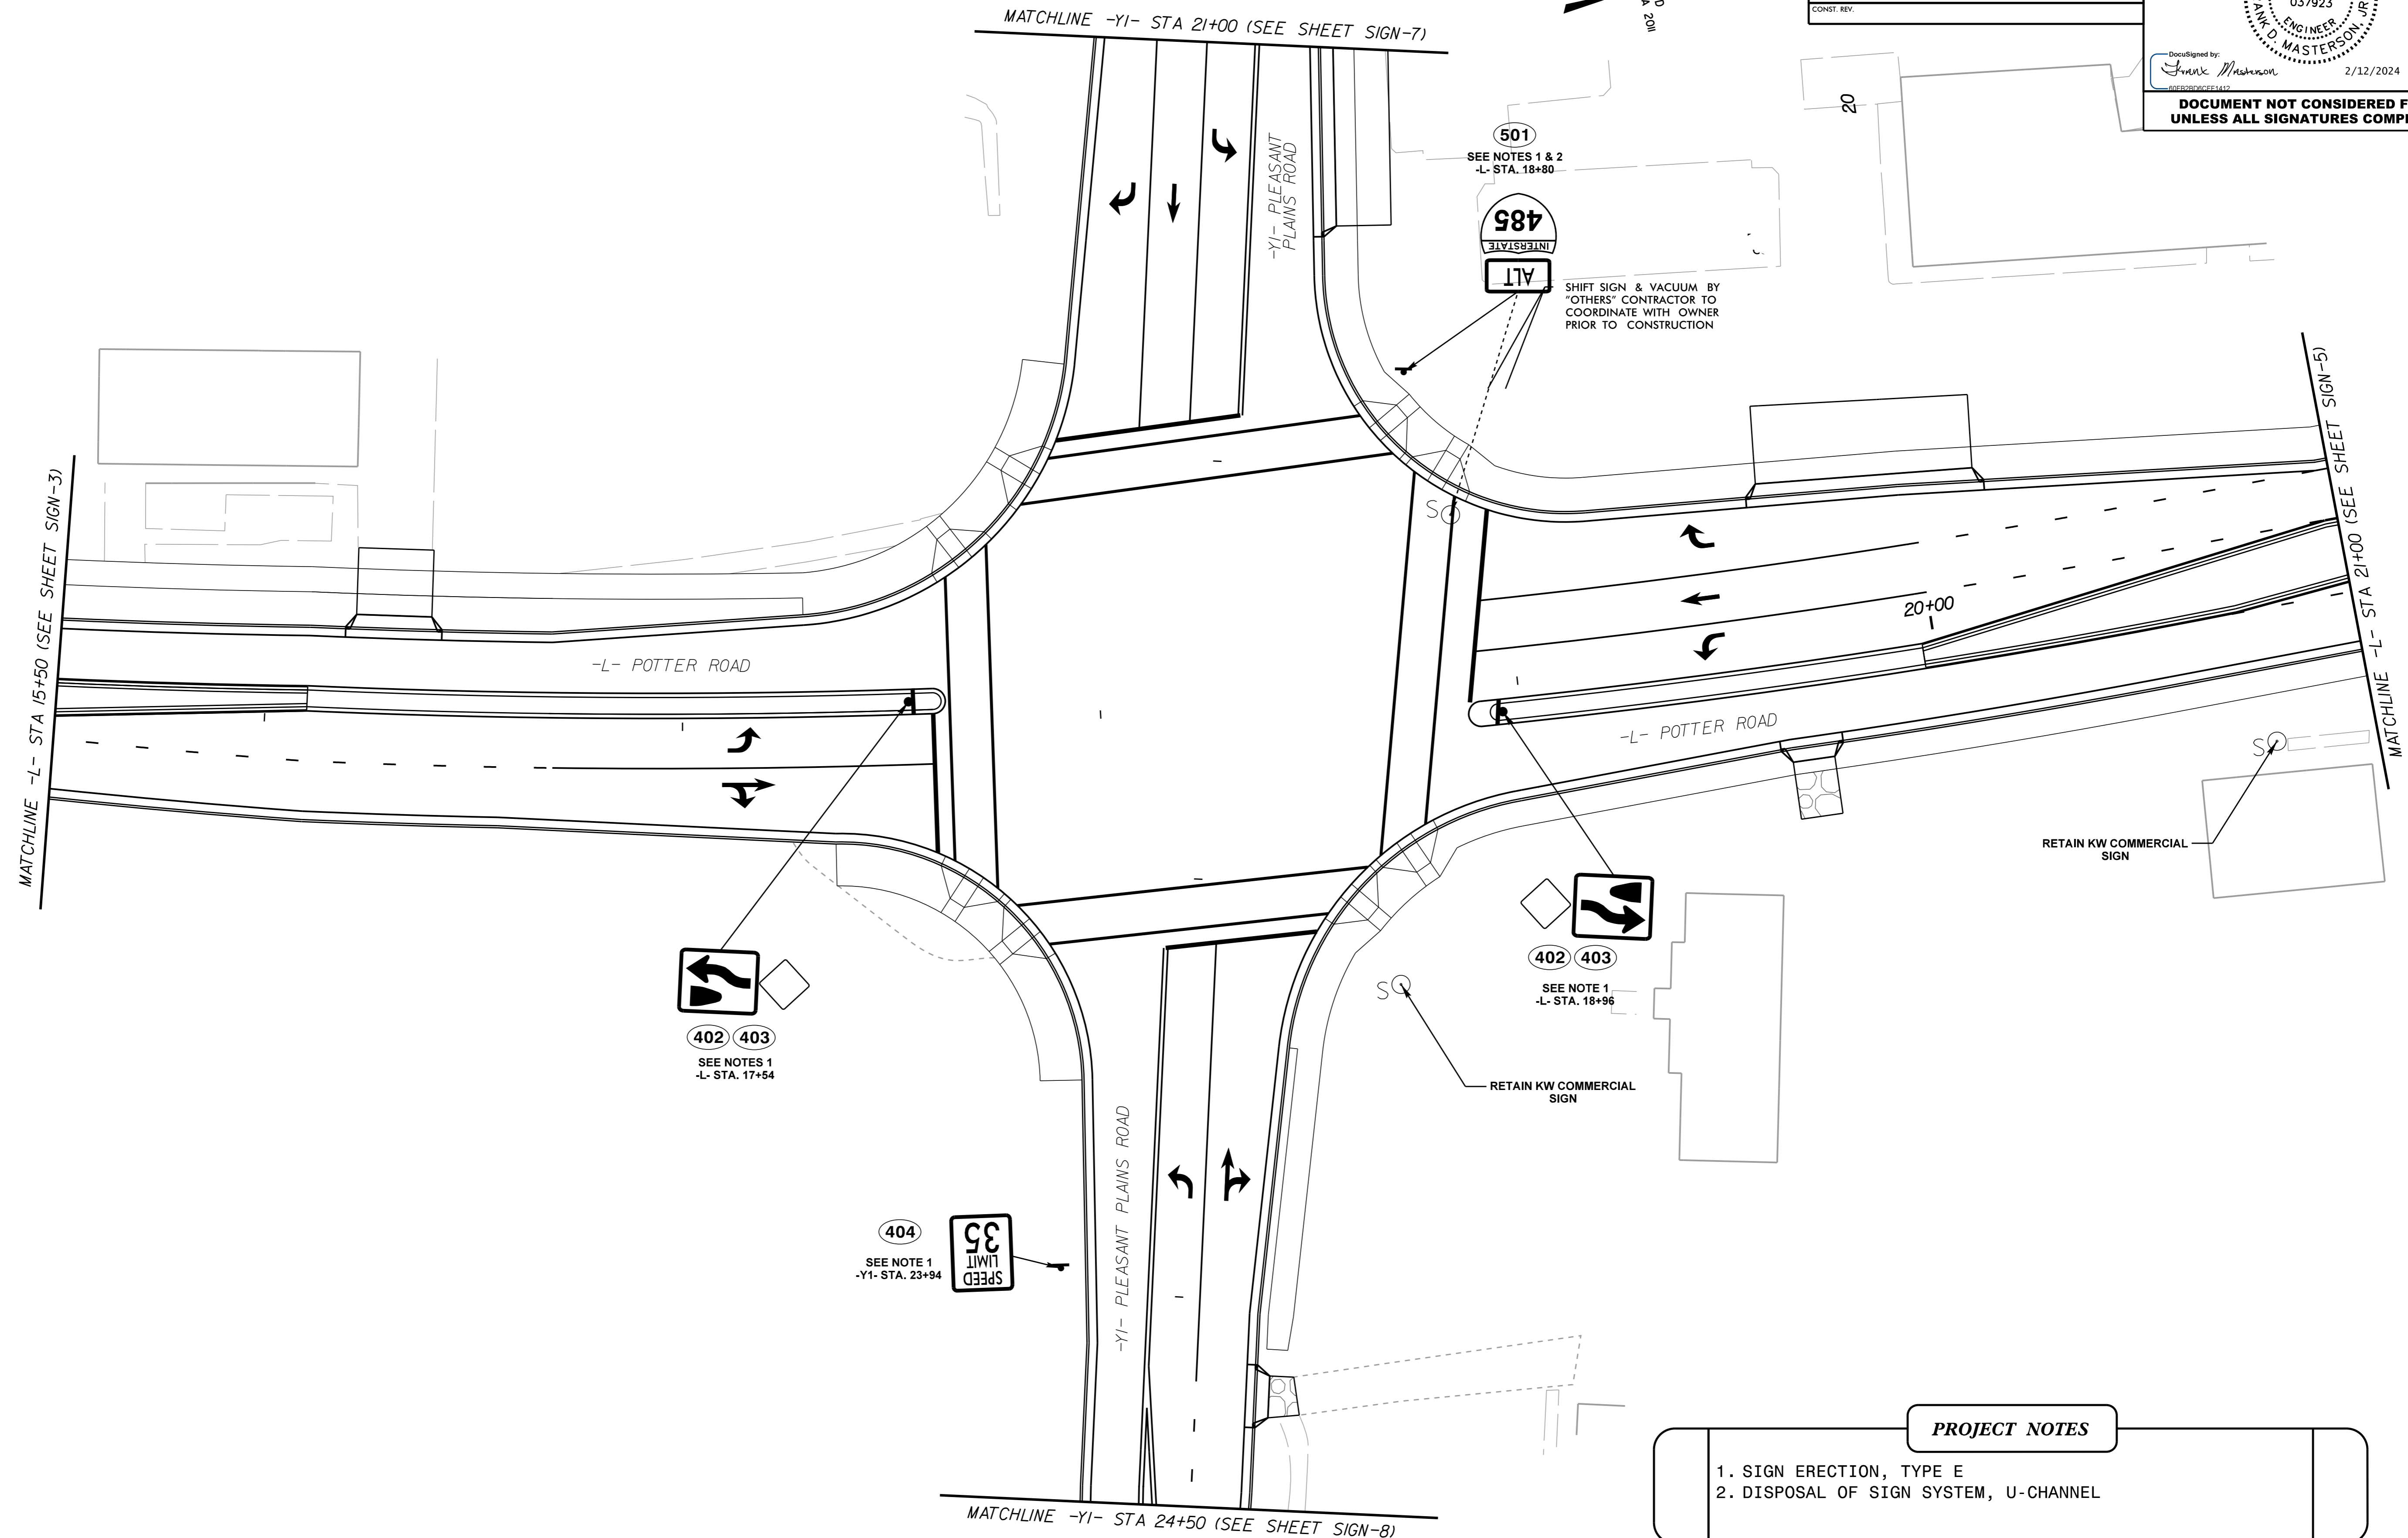 MATCHLINE -Y1- STA 21+00 (SEE SHEET SIGN-7)
CONST. REV.
037923
ENGINEER
ANK D. MASTERSON, JR
DocuSigned by:
Frank Masterson
2/12/2024
60EB2BD6CEE1412
DOCUMENT NOT CONSIDERED F
UNLESS ALL SIGNATURES COMP
D
A 2011
20
-Y1- PLEASANT
PLAINS ROAD
501
SEE NOTES 1 & 2
-L- STA. 18+80
485
INTERSTATE
ALT
SHIFT SIGN & VACUUM BY
"OTHERS" CONTRACTOR TO
COORDINATE WITH OWNER
PRIOR TO CONSTRUCTION
MATCHLINE -L- STA 15+50 (SEE SHEET SIGN-3)
MATCHLINE -L- STA 21+00 (SEE SHEET SIGN-5)
S
20+00
-L- POTTER ROAD
-L- POTTER ROAD
S
RETAIN KW COMMERCIAL
SIGN
402 403
SEE NOTE 1
-L- STA. 18+96
S
402 403
SEE NOTES 1
-L- STA. 17+54
RETAIN KW COMMERCIAL
SIGN
-Y1- PLEASANT PLAINS ROAD
404
SEE NOTE 1
-Y1- STA. 23+94
SPEED
LIMIT
35
MATCHLINE -Y1- STA 24+50 (SEE SHEET SIGN-8)
PROJECT NOTES
1. SIGN ERECTION, TYPE E
2. DISPOSAL OF SIGN SYSTEM, U-CHANNEL